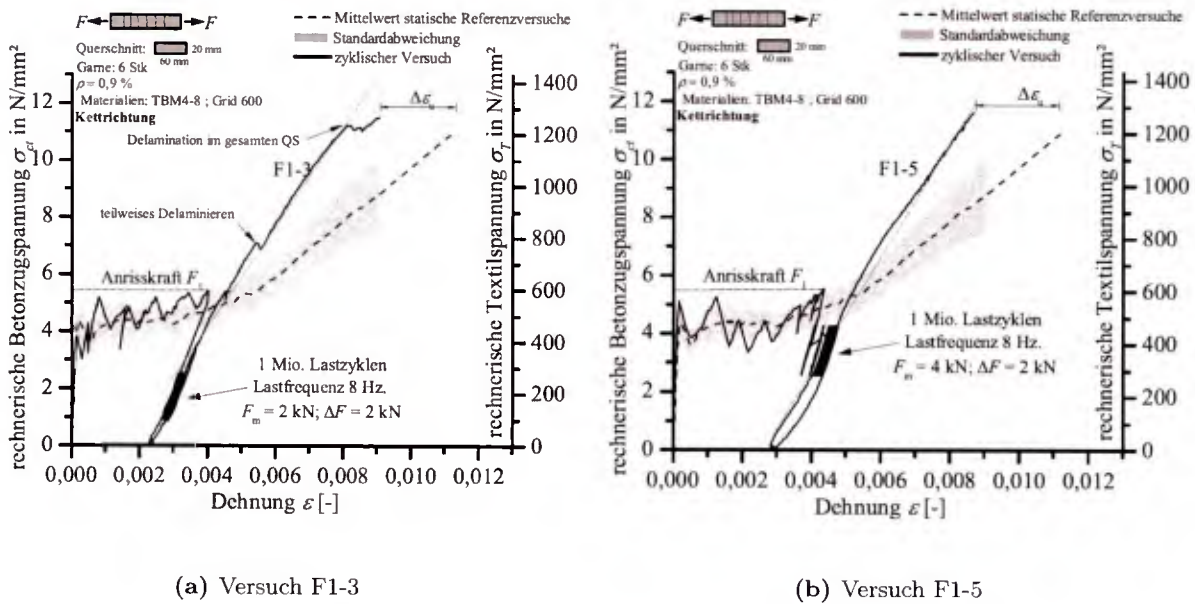 F F
Querschnitt: 20 mm
60 mm
Garne: 6 Stk
ρ = 0,9 %
Materialien: TBM4-8 ; Grid 600
Kettrichtung
Mittelwert statische Referenzversuche
Standardabweichung
zyklischer Versuch
Δεu
Delamination im gesamten QS
F1-3
teilweises Delaminieren
Anrisskraft F
1 Mio. Lastzyklen
Lastfrequenz 8 Hz.
Fm = 2 kN; ΔF = 2 kN
rechnerische Betonzugspannung σct in N/mm²
12
10
8
6
4
2
0
rechnerische Textilspannung σT in N/mm²
1400
1200
1000
800
600
400
200
0
0,000 0,002 0,004 0,006 0,008 0,010 0,012
Dehnung ε [-]
(a) Versuch F1-3
F F
Querschnitt: 20 mm
60 mm
Garne: 6 Stk
ρ = 0,9 %
Materialien: TBM4-8 ; Grid 600
Kettrichtung
Mittelwert statische Referenzversuche
Standardabweichung
zyklischer Versuch
Δεu
F1-5
Anrisskraft F
1 Mio. Lastzyklen
Lastfrequenz 8 Hz.
Fm = 4 kN; ΔF = 2 kN
rechnerische Betonzugspannung σct in N/mm²
12
10
8
6
4
2
0
rechnerische Textilspannung σT in N/mm²
1400
1200
1000
800
600
400
200
0
0,000 0,002 0,004 0,006 0,008 0,010 0,012
Dehnung ε [-]
(b) Versuch F1-5